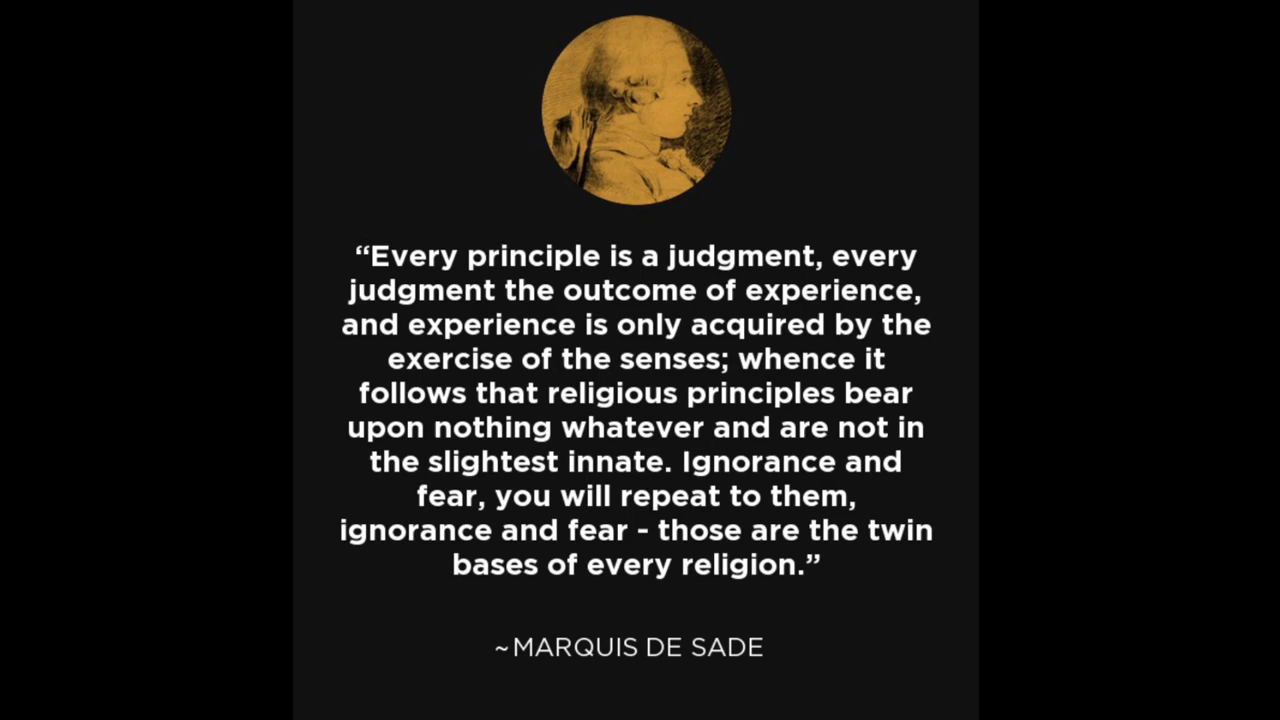 “Every principle is a judgment, every
judgment the outcome of experience,
and experience is only acquired by the
exercise of the senses; whence it
follows that religious principles bear
upon nothing whatever and are not in
the slightest innate. Ignorance and
fear, you will repeat to them,
ignorance and fear - those are the twin
bases of every religion.”
~MARQUIS DE SADE